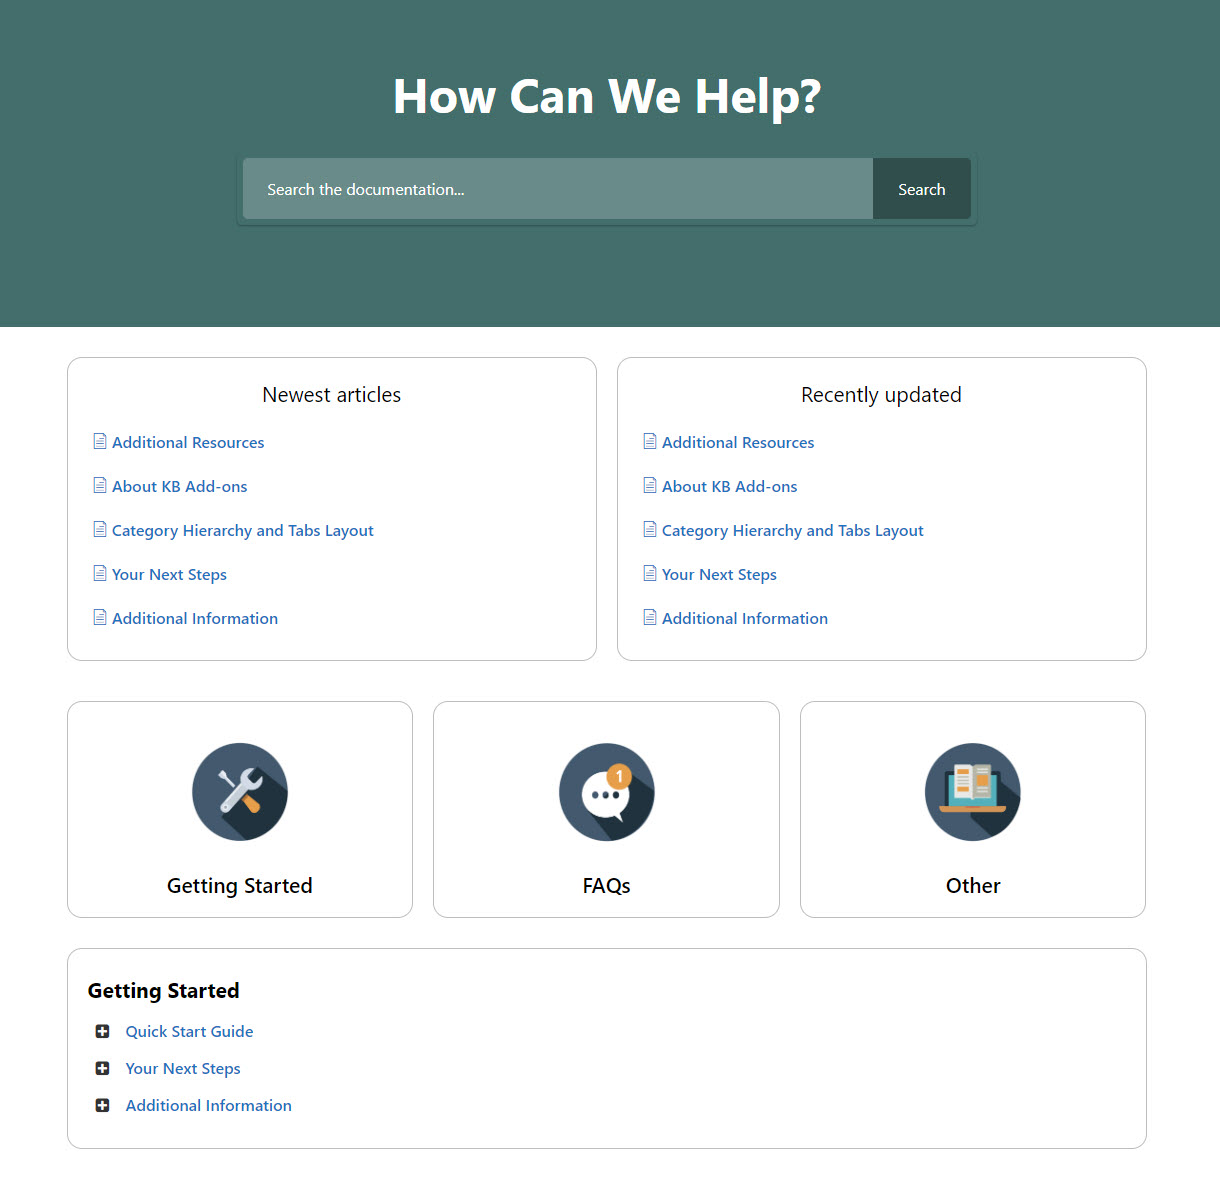 How Can We Help?
Search the documentation...
Search
Newest articles
Additional Resources
About KB Add-ons
Category Hierarchy and Tabs Layout
Your Next Steps
Additional Information
Recently updated
Additional Resources
About KB Add-ons
Category Hierarchy and Tabs Layout
Your Next Steps
Additional Information
Getting Started
1
FAQs
Other
Getting Started
Quick Start Guide
Your Next Steps
Additional Information